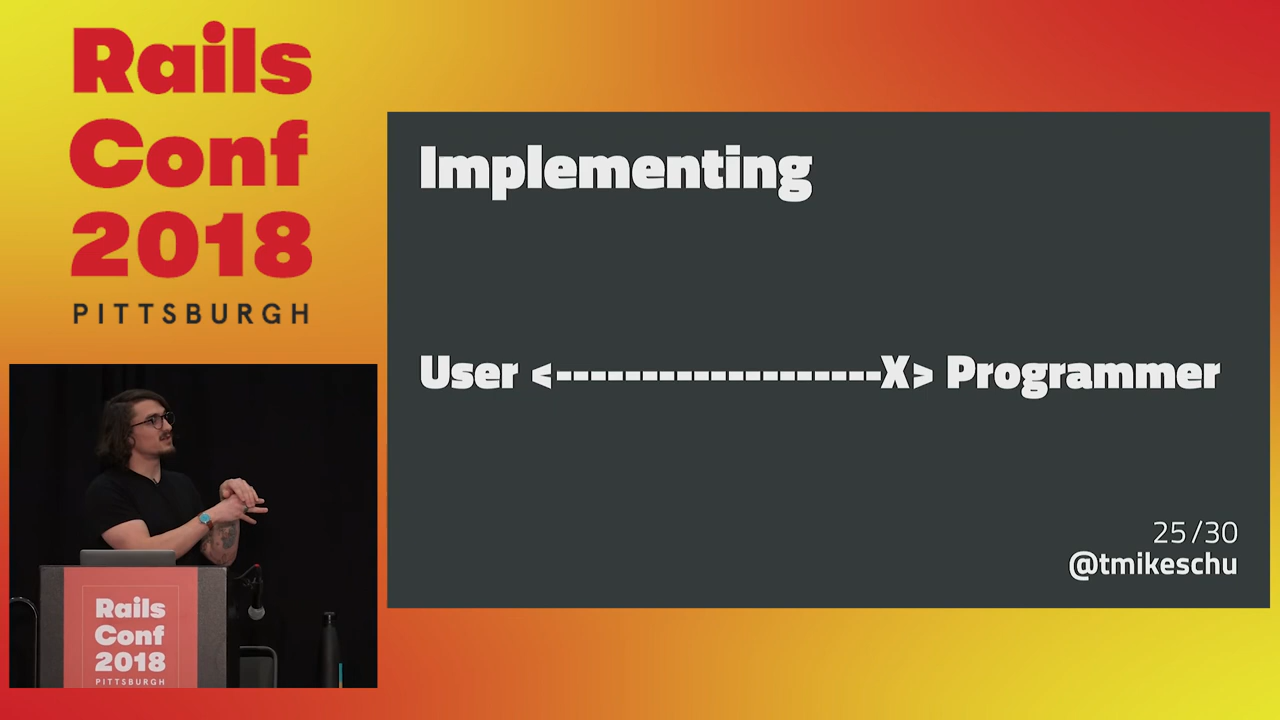 Rails
Conf
2018
PITTSBURGH
Implementing
User <-------------------X> Programmer
25/30
@tmikeschu
Rails
Conf
2018
PITTSBURGH